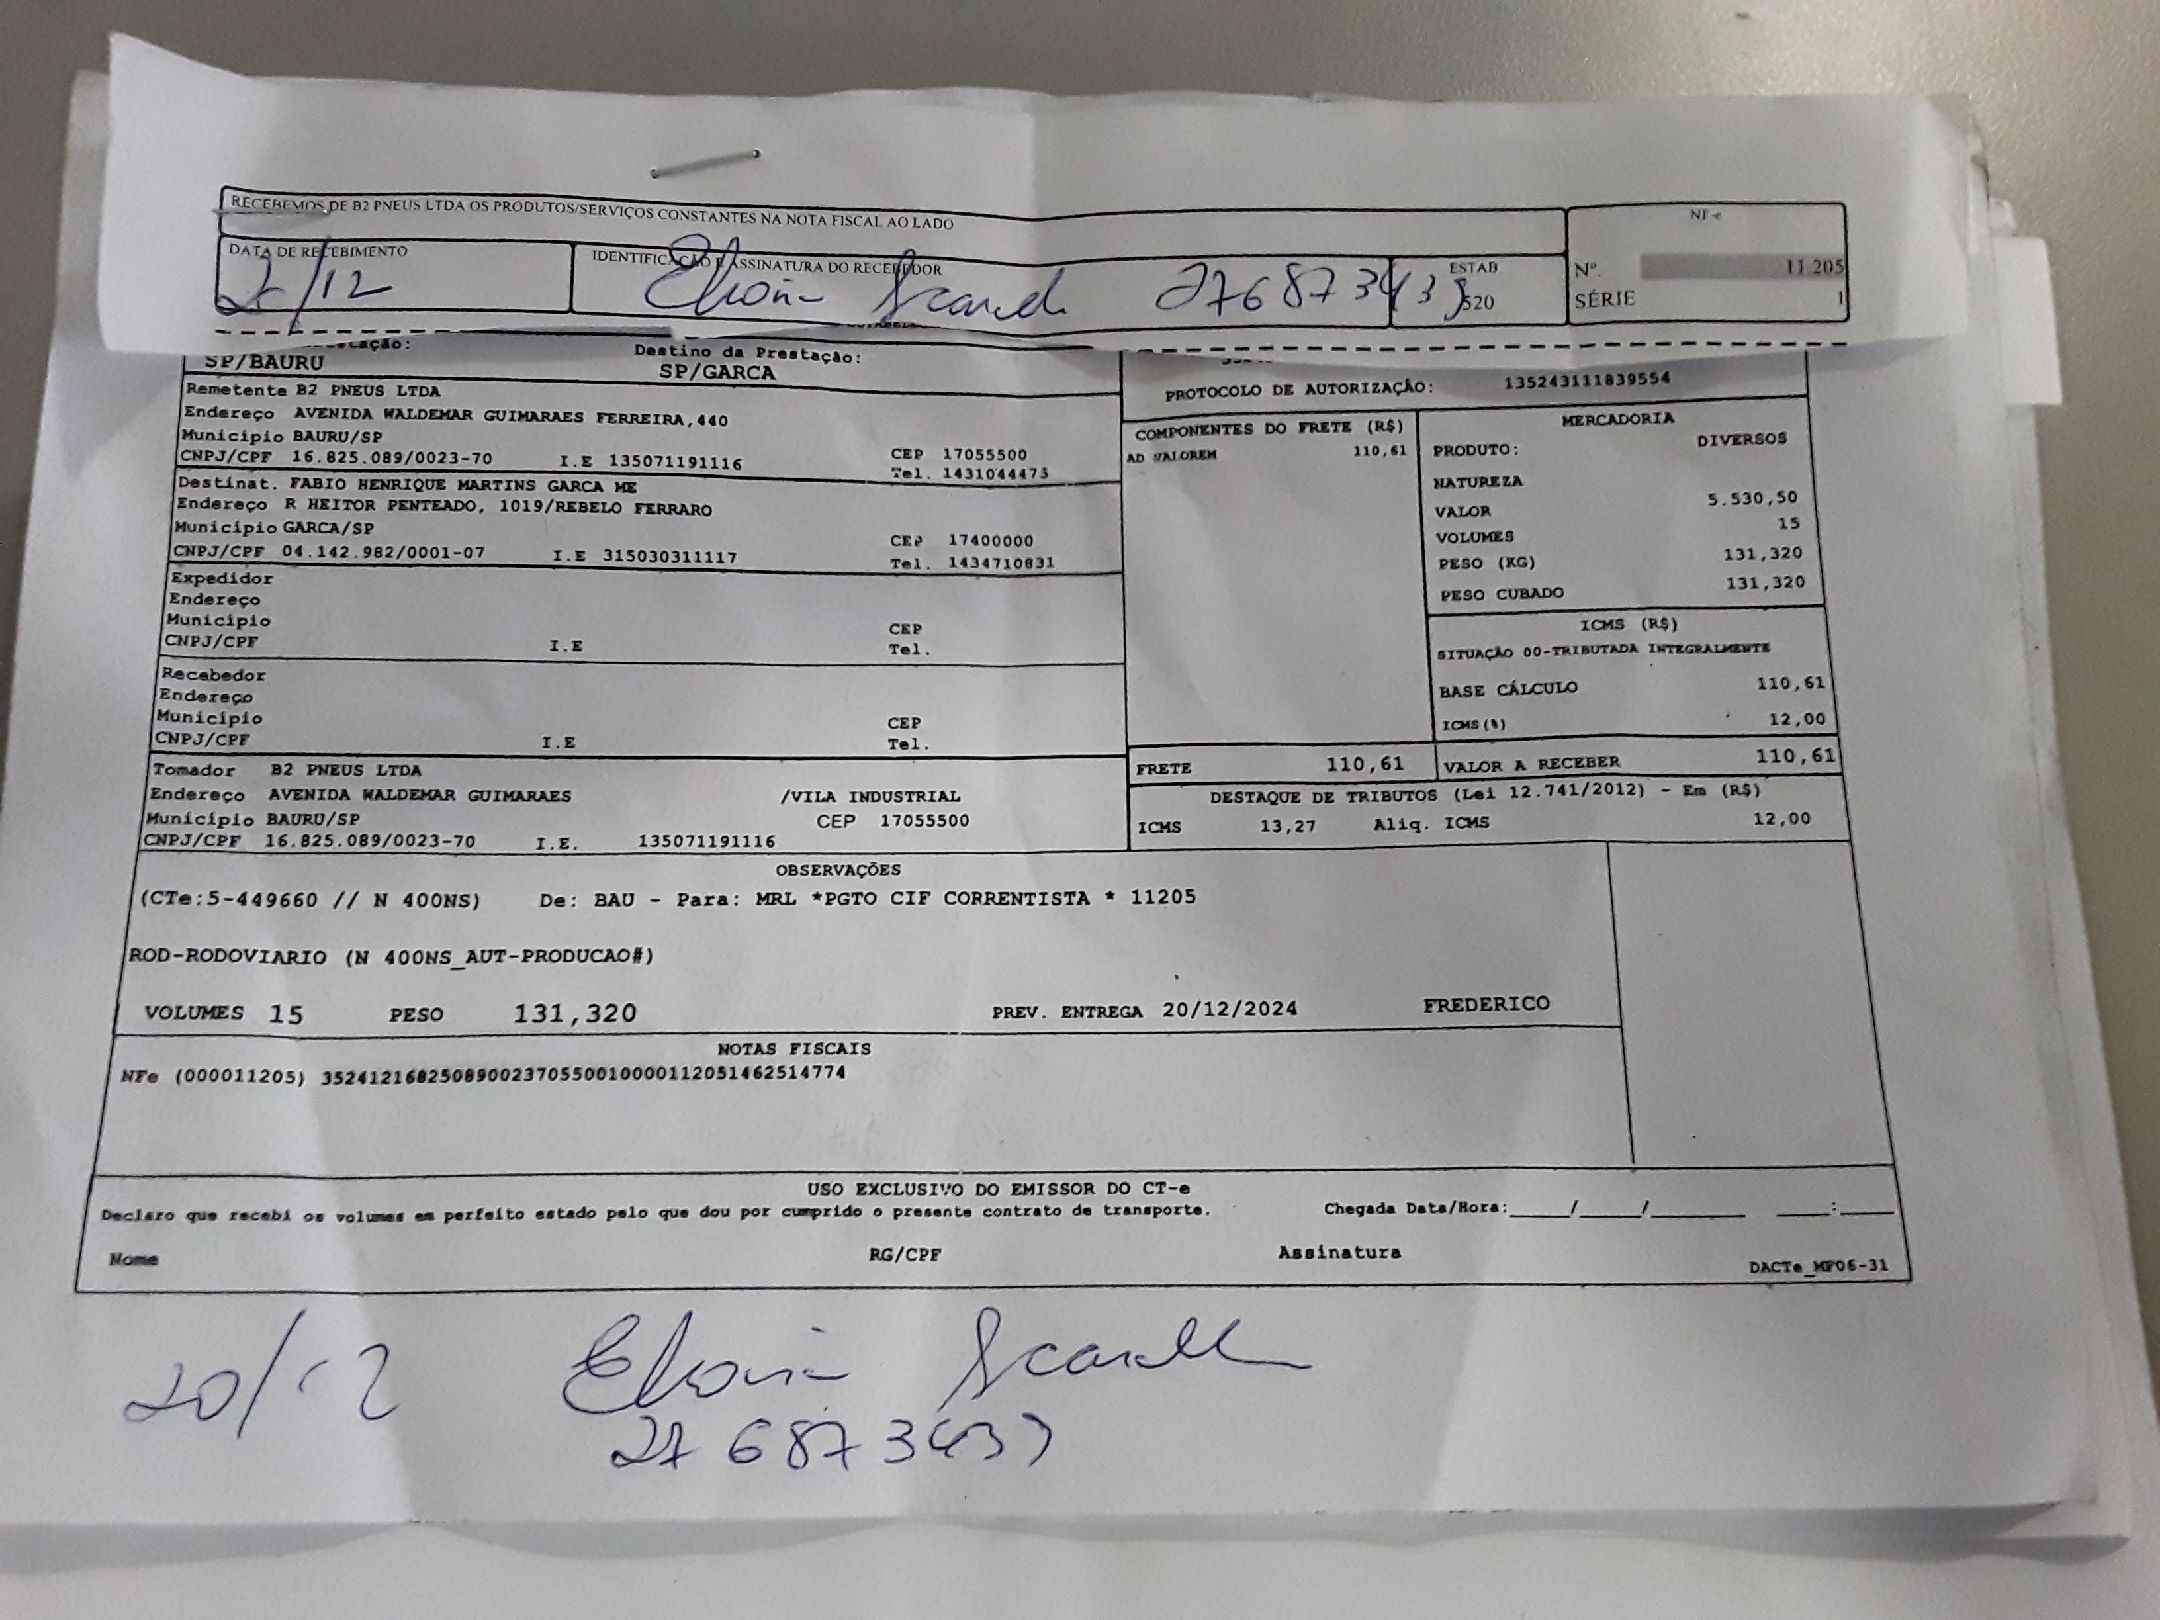 RECEBEMOS DE B2 PNEUS LTDA OS PRODUTOS/SERVIÇOS CONSTANTES NA NOTA FISCAL AO LADO
NF-e
DATA DE RECEBIMENTO
IDENTIFICAÇÃO E ASSINATURA DO RECEBEDOR
ESTAB
520
Nº. 11.205
SÉRIE 1
/12
Destino da Prestação:
SP/BAURU SP/GARCA
PROTOCOLO DE AUTORIZAÇÃO: 135243111839554
Remetente B2 PNEUS LTDA
Endereço AVENIDA WALDEMAR GUIMARAES FERREIRA,440
Município BAURU/SP CEP 17055500
CNPJ/CPF 16.825.089/0023-70 I.E 135071191116 Tel. 1431044473
Destinat. FABIO HENRIQUE MARTINS GARCA ME
Endereço R HEITOR PENTEADO, 1019/REBELO FERRARO
Município GARCA/SP CEP 17400000
CNPJ/CPF 04.142.982/0001-07 I.E 315030311117 Tel. 1434710831
Expedidor
Endereço
Município CEP
CNPJ/CPF I.E Tel.
Recebedor
Endereço
Município CEP
CNPJ/CPF I.E Tel.
Tomador B2 PNEUS LTDA
Endereço AVENIDA WALDEMAR GUIMARAES /VILA INDUSTRIAL
Município BAURU/SP CEP 17055500
CNPJ/CPF 16.825.089/0023-70 I.E. 135071191116
COMPONENTES DO FRETE (R$)
AD VALOREM 110,61
MERCADORIA
PRODUTO: DIVERSOS
NATUREZA
VALOR 5.530,50
VOLUMES 15
PESO (KG) 131,320
PESO CUBADO 131,320
ICMS (R$)
SITUAÇÃO 00-TRIBUTADA INTEGRALMENTE
BASE CÁLCULO 110,61
ICMS(%) 12,00
FRETE 110,61 VALOR A RECEBER 110,61
DESTAQUE DE TRIBUTOS (Lei 12.741/2012) - Em (R$)
ICMS 13,27 Aliq. ICMS 12,00
OBSERVAÇÕES
(CTe:5-449660 // N 400NS) De: BAU - Para: MRL *PGTO CIF CORRENTISTA * 11205
ROD-RODOVIARIO (N 400NS_AUT-PRODUCAO#)
VOLUMES 15 PESO 131,320 PREV. ENTREGA 20/12/2024 FREDERICO
NOTAS FISCAIS
NFe (000011205) 35241216825089002370550010000112051462514774
USO EXCLUSIVO DO EMISSOR DO CT-e
Declaro que recebi os volumes em perfeito estado pelo que dou por cumprido o presente contrato de transporte. Chegada Data/Hora:____/____/______ ___:___
Nome RG/CPF Assinatura
DACTe_MF06-31
20/12